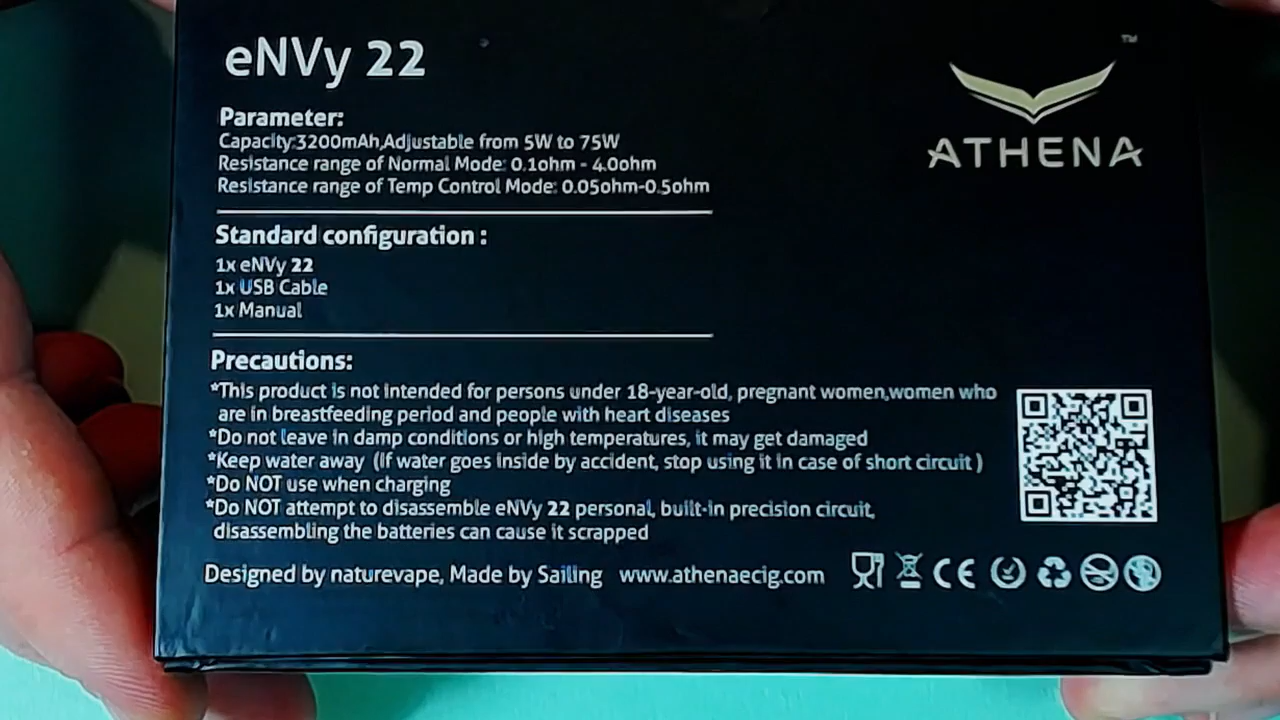 eNVy 22
TM
ATHENA
Parameter:
Capacity:3200mAh,Adjustable from 5W to 75W
Resistance range of Normal Mode: 0.1ohm - 4.0ohm
Resistance range of Temp Control Mode: 0.05ohm-0.5ohm
Standard configuration :
1x eNVy 22
1x USB Cable
1x Manual
Precautions:
*This product is not intended for persons under 18-year-old, pregnant women,women who
are in breastfeeding period and people with heart diseases
*Do not leave in damp conditions or high temperatures, it may get damaged
*Keep water away (If water goes inside by accident, stop using it in case of short circuit )
*Do NOT use when charging
*Do NOT attempt to disassemble eNVy 22 personal, built-in precision circuit,
disassembling the batteries can cause it scrapped
Designed by naturevape, Made by Sailing www.athenaecig.com CE